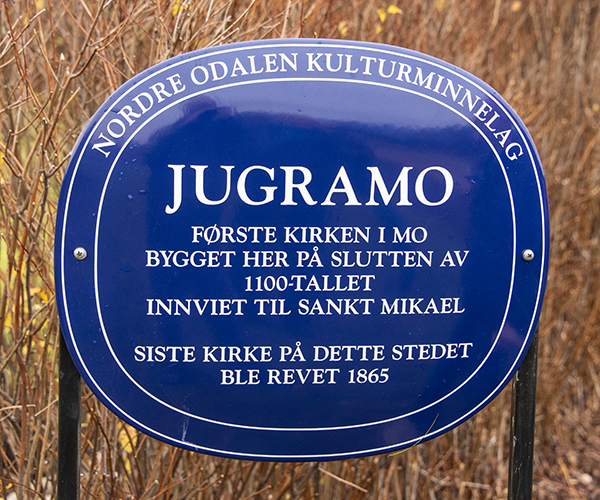 NORDRE ODALEN KULTURMINNELAG
JUGRAMO
FØRSTE KIRKEN I MO
BYGGET HER PÅ SLUTTEN AV
1100-TALLET
INNVIET TIL SANKT MIKAEL
SISTE KIRKE PÅ DETTE STEDET
BLE REVET 1865